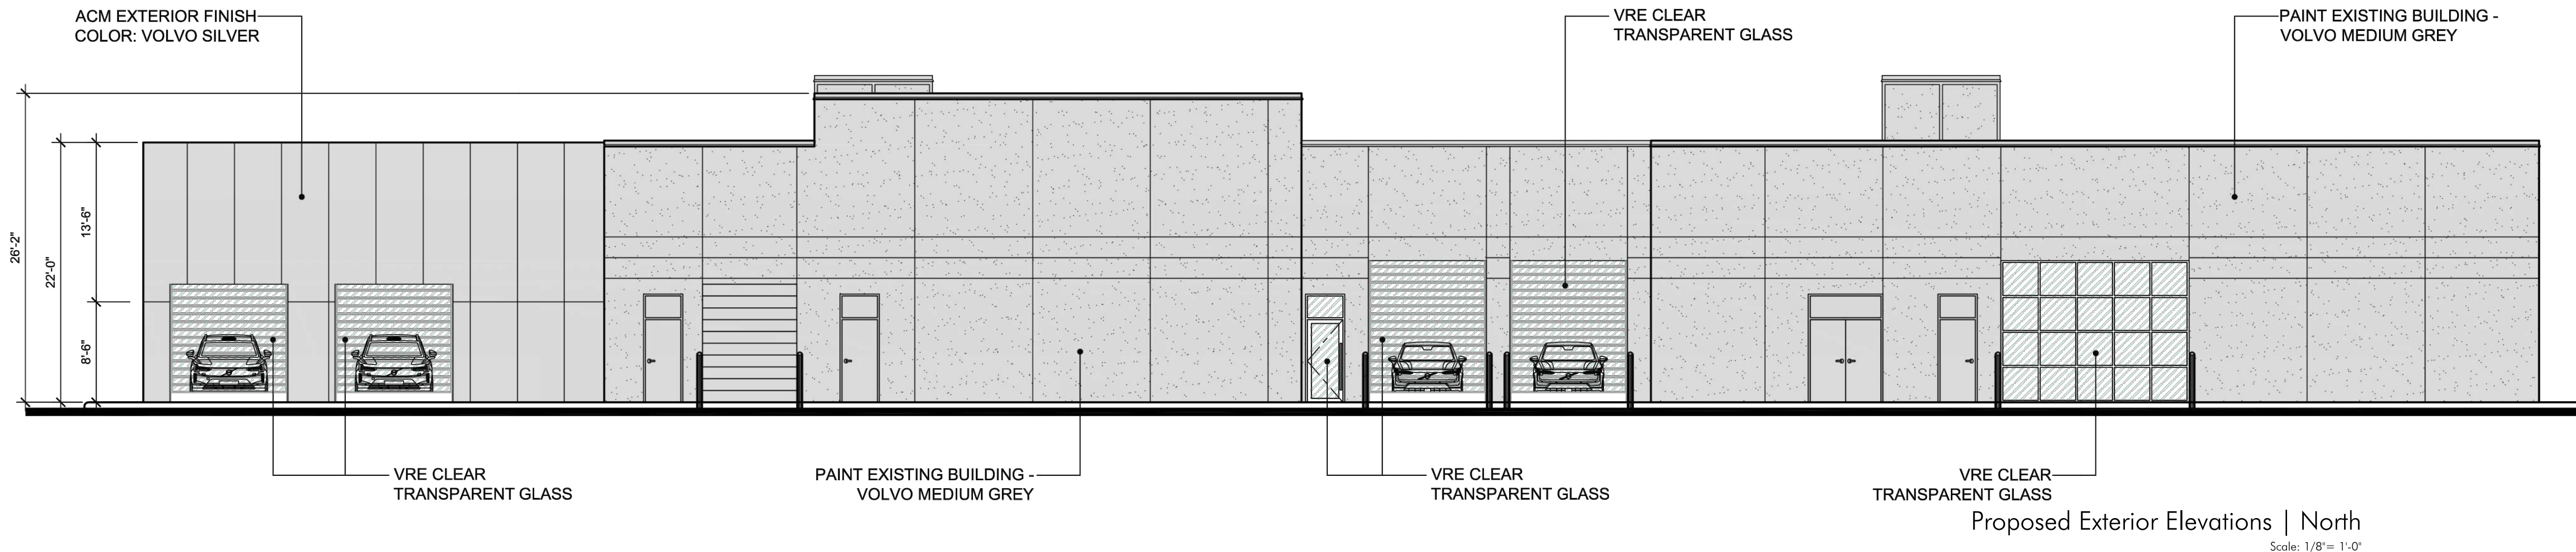 ACM EXTERIOR FINISH
COLOR: VOLVO SILVER
VRE CLEAR
TRANSPARENT GLASS
PAINT EXISTING BUILDING -
VOLVO MEDIUM GREY
26'-2"
22'-0"
13'-6"
8'-6"
VRE CLEAR
TRANSPARENT GLASS
PAINT EXISTING BUILDING -
VOLVO MEDIUM GREY
VRE CLEAR
TRANSPARENT GLASS
VRE CLEAR
TRANSPARENT GLASS
Proposed Exterior Elevations | North
Scale: 1/8"= 1'-0"